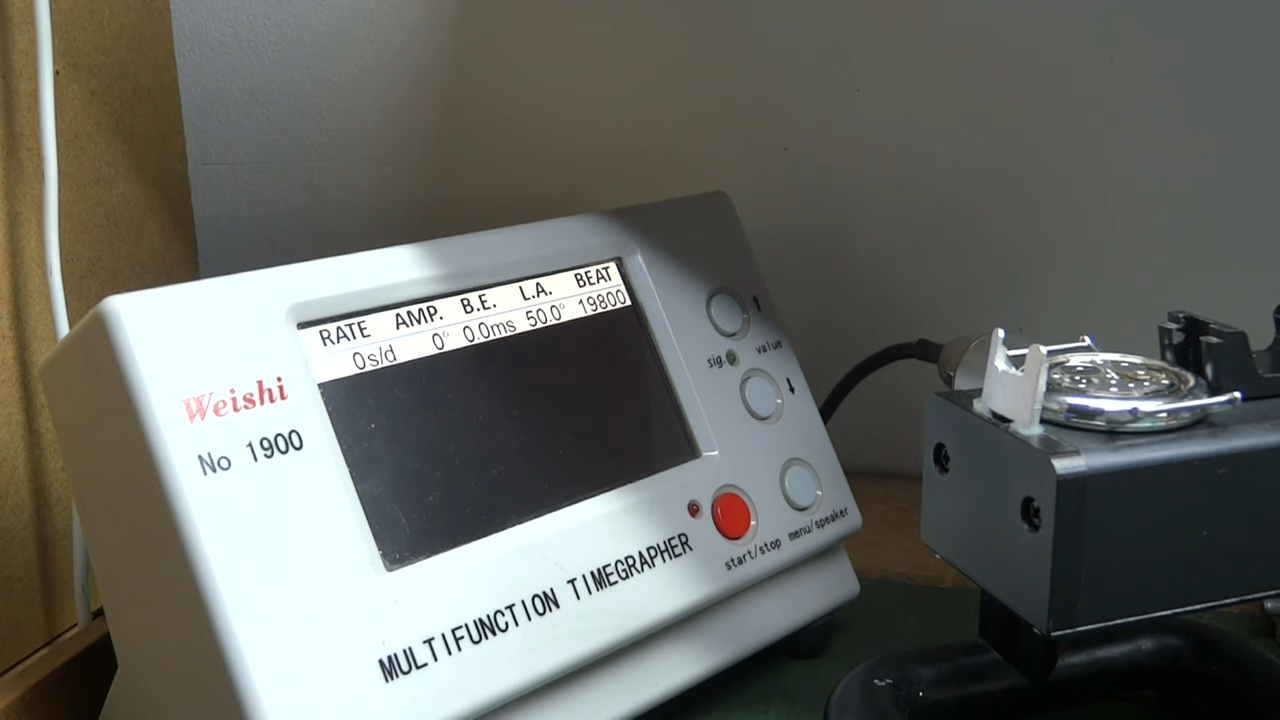 RATE AMP. B.E. L.A. BEAT
0s/d 0° 0.0ms 50.0° 19800
Weishi
No 1900
sig. value
start/stop menu/speaker
MULTIFUNCTION TIMEGRAPHER